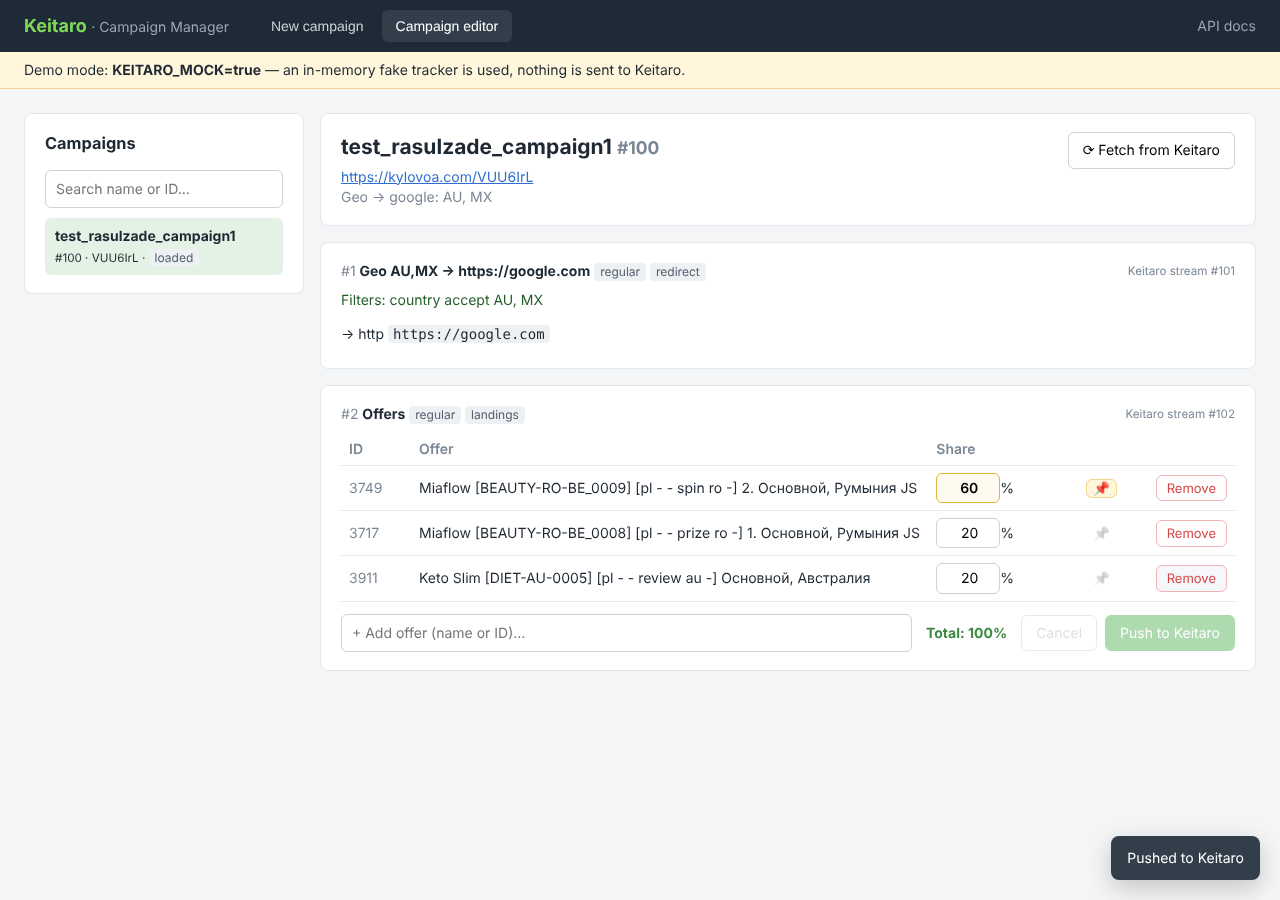 Keitaro · Campaign Manager New campaign Campaign editor API docs
Demo mode: KEITARO_MOCK=true — an in-memory fake tracker is used, nothing is sent to Keitaro.
Campaigns
Search name or ID...
test_rasulzade_campaign1
#100 · VUU6IrL · loaded
test_rasulzade_campaign1 #100
⟳ Fetch from Keitaro
https://kylovoa.com/VUU6IrL
Geo → google: AU, MX
#1 Geo AU,MX → https://google.com regular redirect Keitaro stream #101
Filters: country accept AU, MX
→ http https://google.com
#2 Offers regular landings Keitaro stream #102
ID Offer Share
3749 Miaflow [BEAUTY-RO-BE_0009] [pl - - spin ro -] 2. Основной, Румыния JS 60 % 📌 Remove
3717 Miaflow [BEAUTY-RO-BE_0008] [pl - - prize ro -] 1. Основной, Румыния JS 20 % 📌 Remove
3911 Keto Slim [DIET-AU-0005] [pl - - review au -] Основной, Австралия 20 % 📌 Remove
+ Add offer (name or ID)... Total: 100% Cancel Push to Keitaro
Pushed to Keitaro